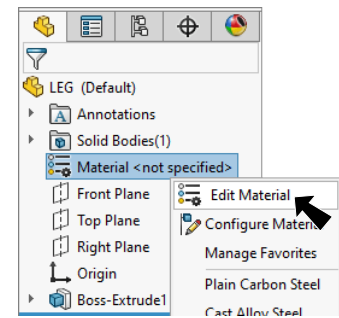 LEG (Default)
Annotations
Solid Bodies(1)
Material <not specified>
Front Plane
Top Plane
Right Plane
Origin
Boss-Extrude1
Edit Material
Configure Material
Manage Favorites
Plain Carbon Steel
Cast Alloy Steel